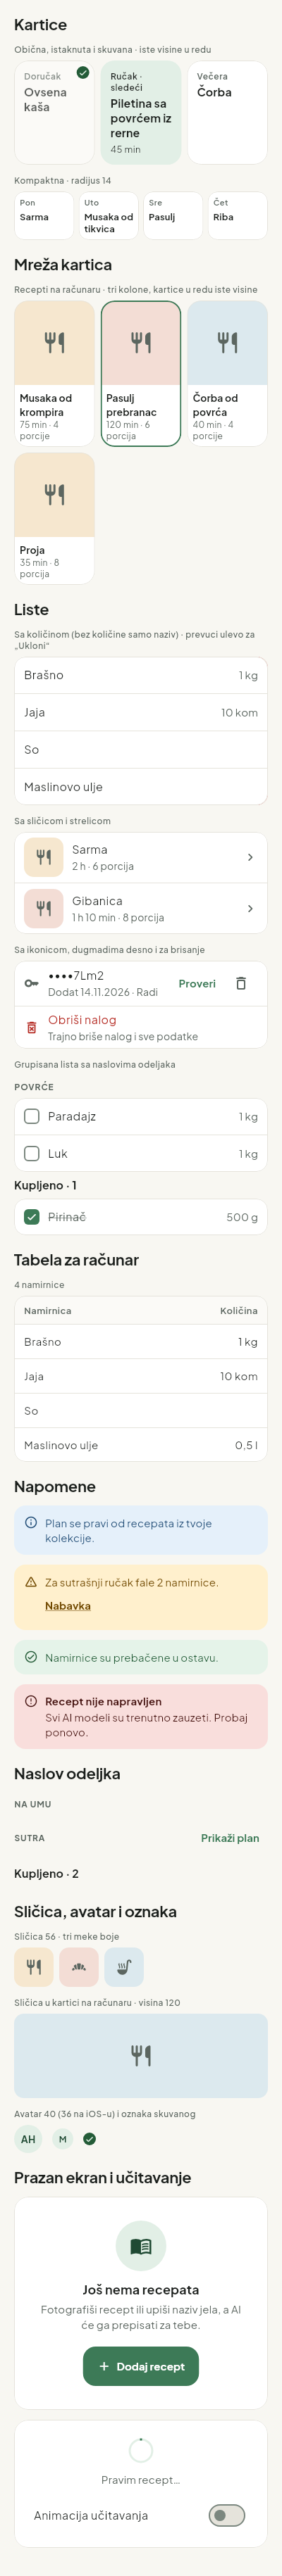 Kartice
Obična, istaknuta i skuvana · iste visine u redu
Doručak
Ovsena
kaša
Ručak ·
sledeći
Piletina sa
povrćem iz
rerne
45 min
Večera
Čorba
Kompaktna · radijus 14
Pon
Sarma
Uto
Musaka od
tikvica
Sre
Pasulj
Čet
Riba
Mreža kartica
Recepti na računaru · tri kolone, kartice u redu iste visine
Musaka od
krompira
75 min · 4
porcije
Pasulj
prebranac
120 min · 6
porcija
Čorba od
povrća
40 min · 4
porcije
Proja
35 min · 8
porcija
Liste
Sa količinom (bez količine samo naziv) · prevuci ulevo za
„Ukloni“
Brašno 1 kg
Jaja 10 kom
So
Maslinovo ulje
Sa sličicom i strelicom
Sarma
2 h · 6 porcija
Gibanica
1 h 10 min · 8 porcija
Sa ikonicom, dugmadima desno i za brisanje
••••7Lm2
Dodat 14.11.2026 · Radi
Proveri
Obriši nalog
Trajno briše nalog i sve podatke
Grupisana lista sa naslovima odeljaka
POVRĆE
Paradajz 1 kg
Luk 1 kg
Kupljeno · 1
Pirinač 500 g
Tabela za računar
4 namirnice
Namirnica Količina
Brašno 1 kg
Jaja 10 kom
So
Maslinovo ulje 0,5 l
Napomene
Plan se pravi od recepata iz tvoje
kolekcije.
Za sutrašnji ručak fale 2 namirnice.
Nabavka
Namirnice su prebačene u ostavu.
Recept nije napravljen
Svi AI modeli su trenutno zauzeti. Probaj
ponovo.
Naslov odeljka
NA UMU
SUTRA Prikaži plan
Kupljeno · 2
Sličica, avatar i oznaka
Sličica 56 · tri meke boje
Sličica u kartici na računaru · visina 120
Avatar 40 (36 na iOS-u) i oznaka skuvanog
AH M
Prazan ekran i učitavanje
Još nema recepata
Fotografiši recept ili upiši naziv jela, a AI
će ga prepisati za tebe.
Dodaj recept
Pravim recept…
Animacija učitavanja